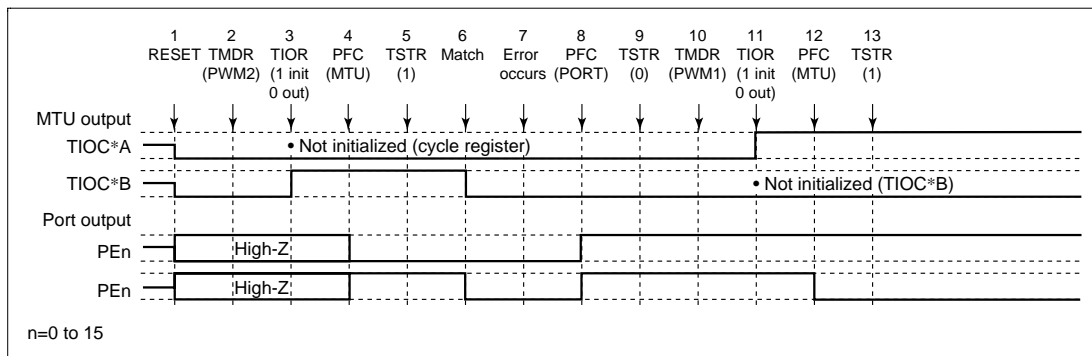 1 2 3 4 5 6 7 8 9 10 11 12 13
RESET TMDR TIOR PFC TSTR Match Error PFC TSTR TMDR TIOR PFC TSTR
(PWM2) (1 init (MTU) (1) occurs (PORT) (0) (PWM1) (1 init (MTU) (1)
0 out) 0 out)
MTU output
TIOC*A • Not initialized (cycle register)
TIOC*B • Not initialized (TIOC*B)
Port output
PEn High-Z
PEn High-Z
n=0 to 15